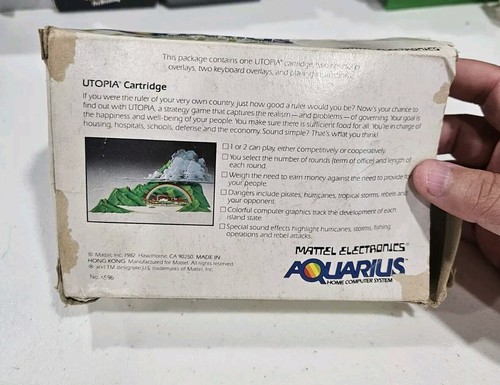 This package contains one UTOPIA™ cartridge, two
overlays, two keyboard overlays, and playing instructions.
UTOPIA™ Cartridge
If you were the ruler of your very own country, just how good a ruler would you be? Now's your chance to
find out with UTOPIA, a strategy game that captures the realism — and problems — of governing. Your goal is
the happiness and well-being of your people. You make sure there is sufficient food for all. You're in charge of
housing, hospitals, schools, defense and the economy. Sound simple? That's what you think!
☐ 1 or 2 can play, either competitively or cooperatively.
☐ You select the number of rounds (term of office) and length of
each round.
☐ Weigh the need to earn money against the need to provide for
your people.
☐ Dangers include pirates, hurricanes, tropical storms, rebels and
your opponent.
☐ Colorful computer graphics track the development of each
island state.
☐ Special sound effects highlight hurricanes, storms, fishing
operations and rebel attacks.
© Mattel, Inc. 1982. Hawthorne, CA 90250. MADE IN
HONG KONG. Manufactured for Mattel. All rights reserved.
® and TM designate U.S. trademarks of Mattel, Inc.
No.
MATTEL ELECTRONICS®
AQUARIUS™
HOME COMPUTER SYSTEM